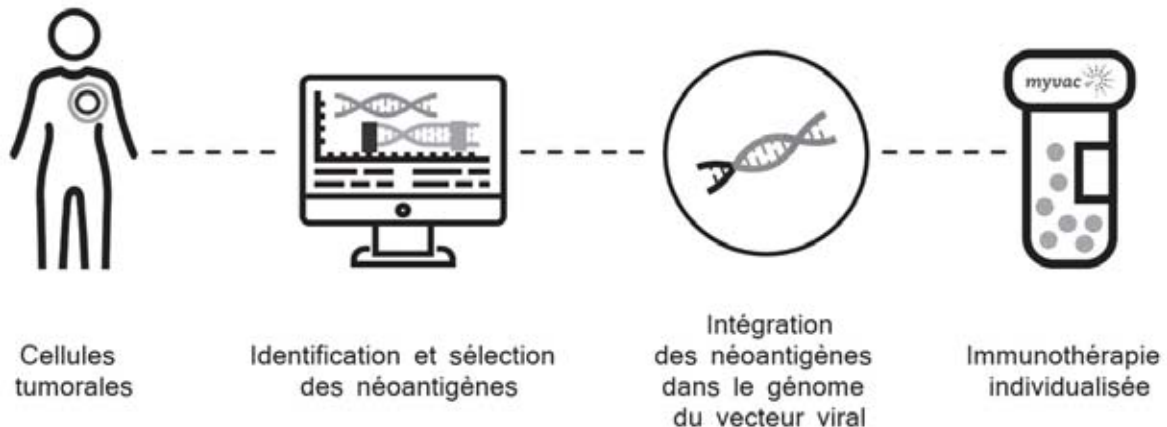 myvac
Cellules
tumorales
Identification et sélection
des néoantigènes
Intégration
des néoantigènes
dans le génome
du vecteur viral
Immunothérapie
individualisée